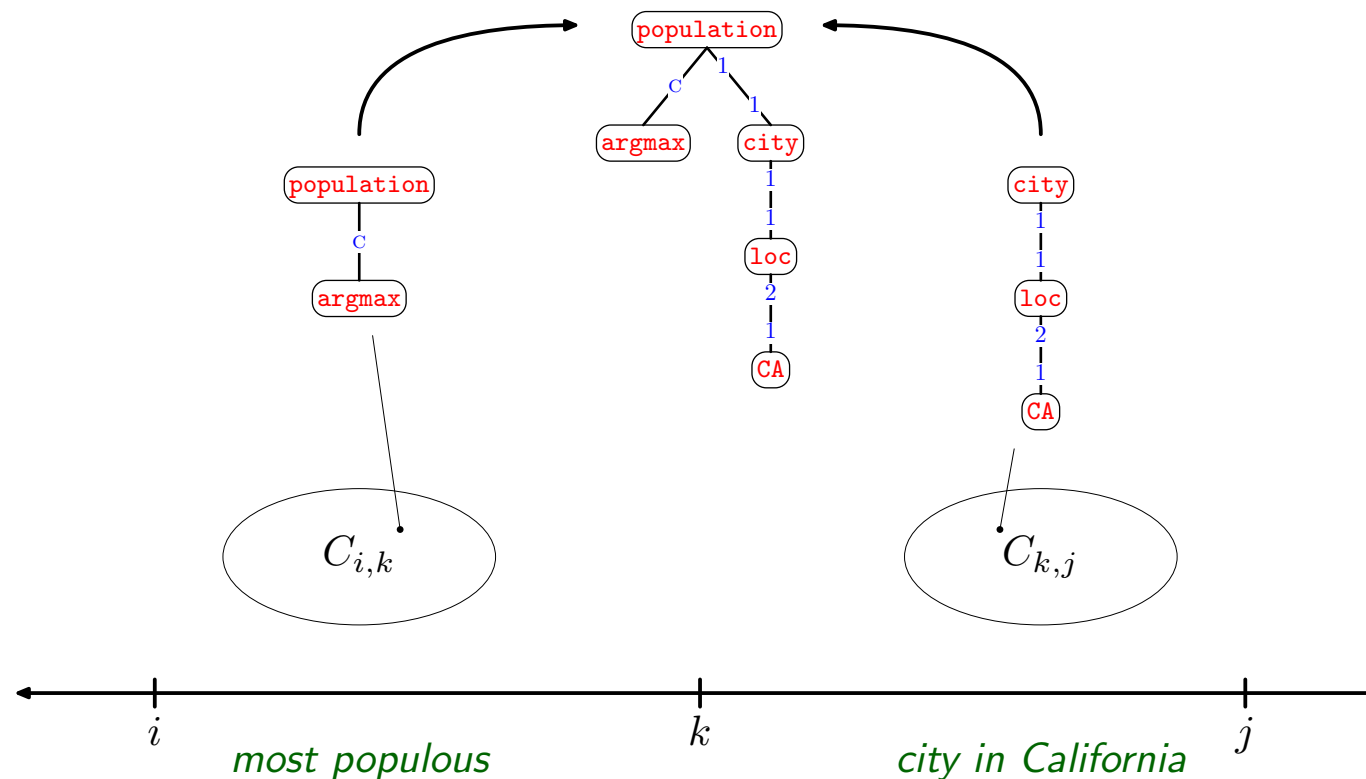 population
c 1
1
argmax city
1
1
loc
2
1
CA
population
c
argmax
city
1
1
loc
2
1
CA
C_{i,k}
C_{k,j}
i k j
most populous city in California